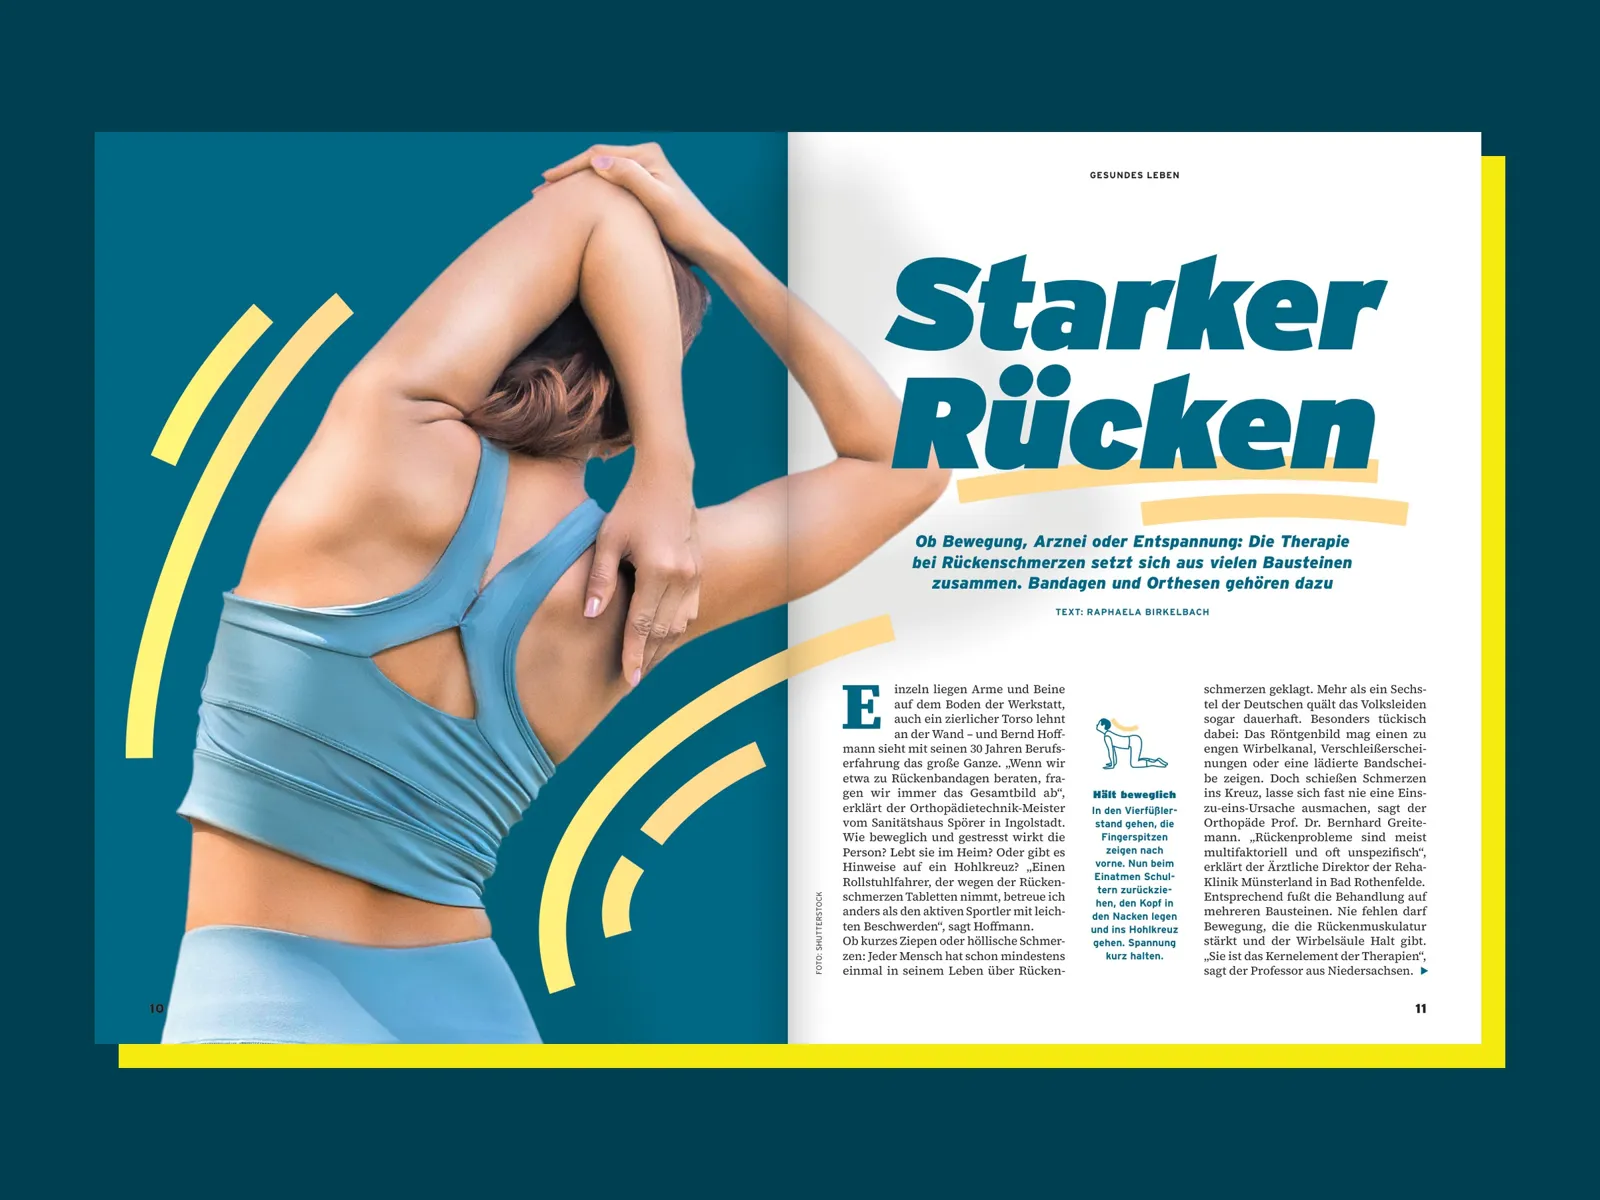 GESUNDES LEBEN
Starker
Rücken
Ob Bewegung, Arznei oder Entspannung: Die Therapie
bei Rückenschmerzen setzt sich aus vielen Bausteinen
zusammen. Bandagen und Orthesen gehören dazu
TEXT: RAPHAELA BIRKELBACH
Einzeln liegen Arme und Beine
auf dem Boden der Werkstatt,
auch ein zierlicher Torso lehnt
an der Wand – und Bernd Hoff-
mann sieht mit seinen 30 Jahren Berufs-
erfahrung das große Ganze. „Wenn wir
etwa zu Rückenbandagen beraten, fra-
gen wir immer das Gesamtbild ab“,
erklärt der Orthopädietechnik-Meister
vom Sanitätshaus Spörer in Ingolstadt.
Wie beweglich und gestresst wirkt die
Person? Lebt sie im Heim? Oder gibt es
Hinweise auf ein Hohlkreuz? „Einen
Rollstuhlfahrer, der wegen der Rücken-
schmerzen Tabletten nimmt, betreue ich
anders als den aktiven Sportler mit leich-
ten Beschwerden“, sagt Hoffmann.
Ob kurzes Ziepen oder höllische Schmer-
zen: Jeder Mensch hat schon mindestens
einmal in seinem Leben über Rücken-
Hält beweglich
In den Vierfüßler-
stand gehen, die
Fingerspitzen
zeigen nach
vorne. Nun beim
Einatmen Schul-
tern zurückzie-
hen, den Kopf in
den Nacken legen
und ins Hohlkreuz
gehen. Spannung
kurz halten.
schmerzen geklagt. Mehr als ein Sechs-
tel der Deutschen quält das Volksleiden
sogar dauerhaft. Besonders tückisch
dabei: Das Röntgenbild mag einen zu
engen Wirbelkanal, Verschleißerschei-
nungen oder eine lädierte Bandschei-
be zeigen. Doch schießen Schmerzen
ins Kreuz, lasse sich fast nie eine Eins-
zu-eins-Ursache ausmachen, sagt der
Orthopäde Prof. Dr. Bernhard Greite-
mann. „Rückenprobleme sind meist
multifaktoriell und oft unspezifisch“,
erklärt der Ärztliche Direktor der Reha-
Klinik Münsterland in Bad Rothenfelde.
Entsprechend fußt die Behandlung auf
mehreren Bausteinen. Nie fehlen darf
Bewegung, die die Rückenmuskulatur
stärkt und der Wirbelsäule Halt gibt.
„Sie ist das Kernelement der Therapien“,
sagt der Professor aus Niedersachsen. ▶
FOTO: SHUTTERSTOCK
10
11